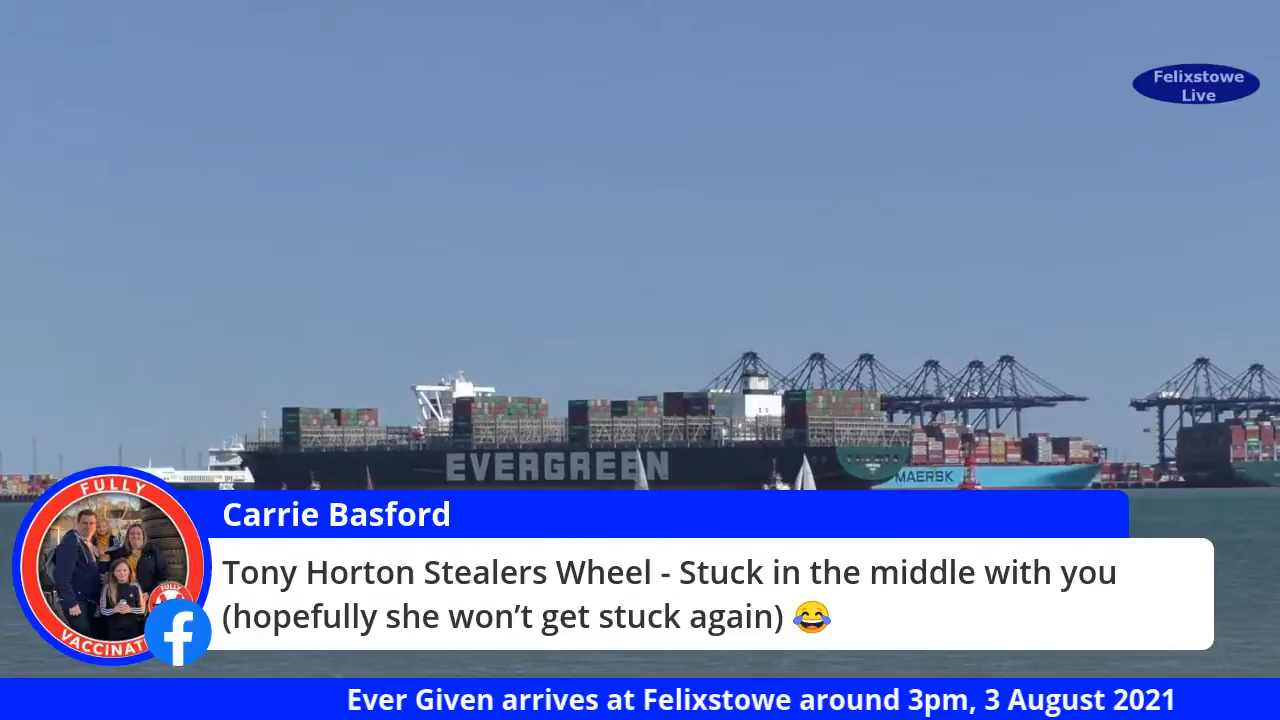 Felixstowe
Live
EVERGREEN
MAERSK
FULLY
VACCINAT
FULLY
Carrie Basford
Tony Horton Stealers Wheel - Stuck in the middle with you
(hopefully she won’t get stuck again) 😂
Ever Given arrives at Felixstowe around 3pm, 3 August 2021